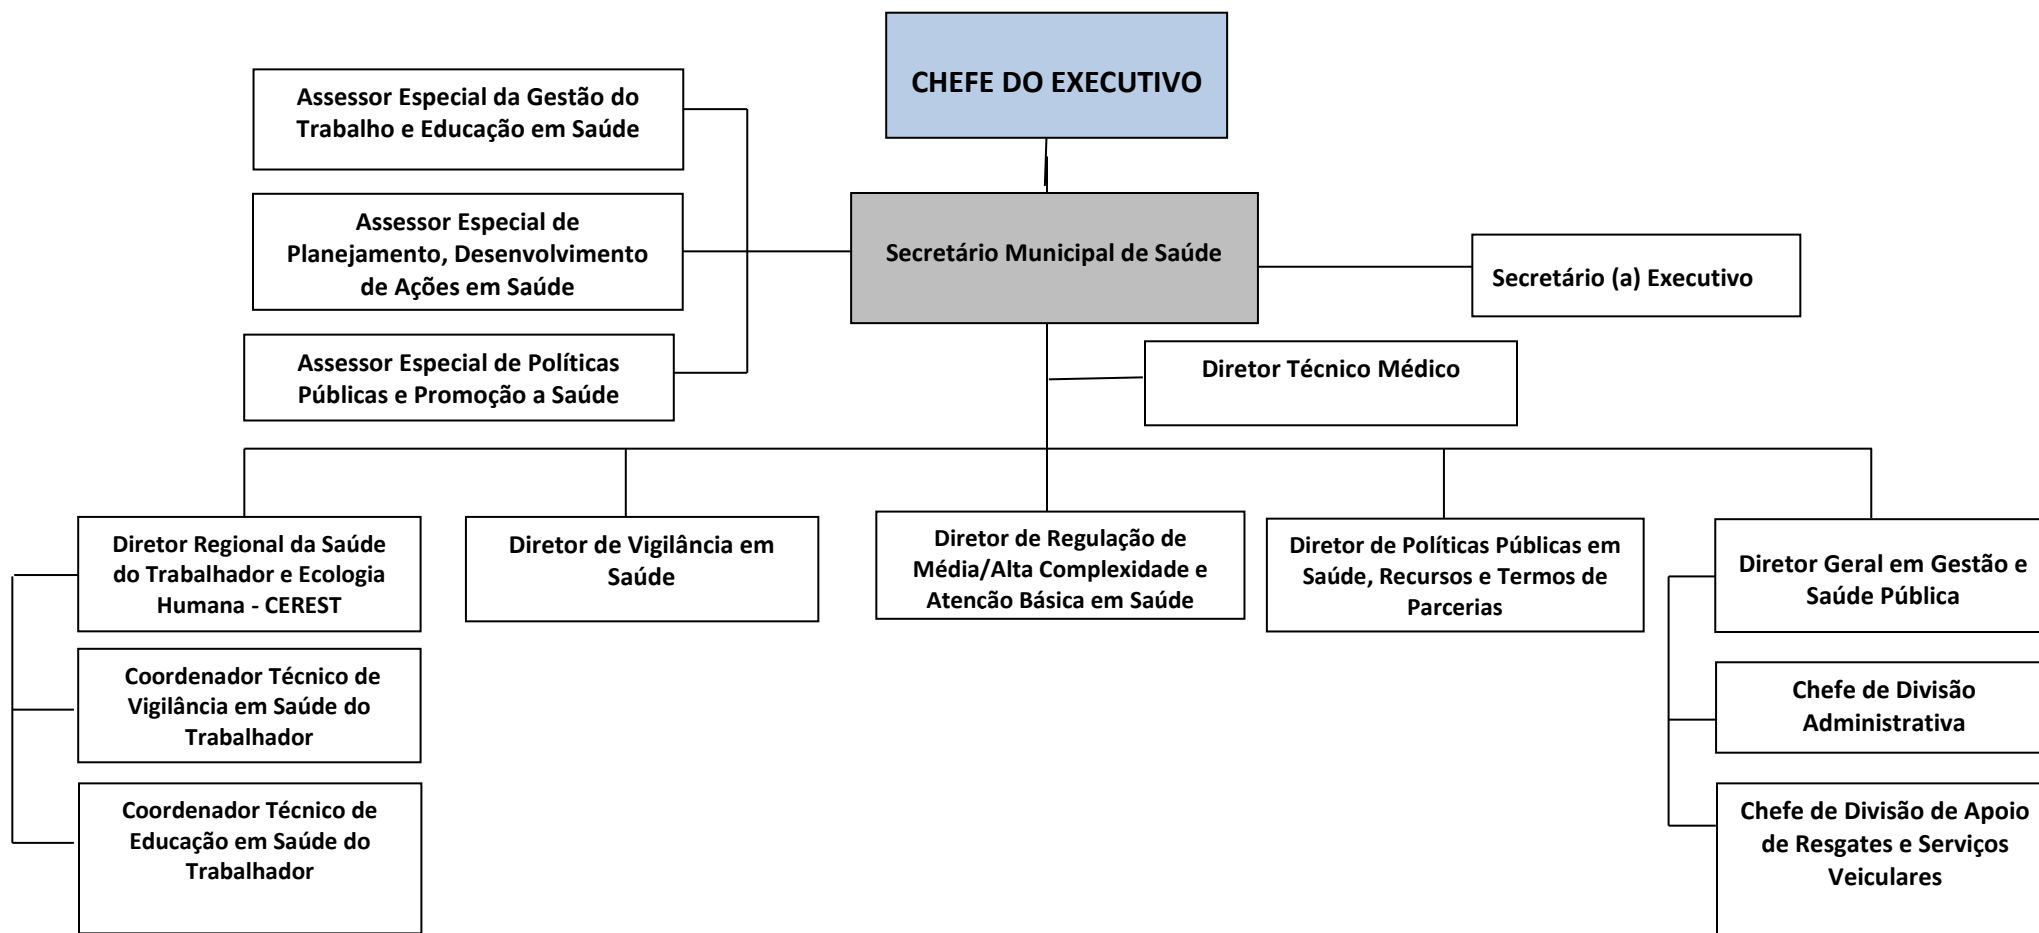 CHEFE DO EXECUTIVO
Assessor Especial da Gestão do
Trabalho e Educação em Saúde
Assessor Especial de
Planejamento, Desenvolvimento
de Ações em Saúde
Secretário Municipal de Saúde
Secretário (a) Executivo
Assessor Especial de Políticas
Públicas e Promoção a Saúde
Diretor Técnico Médico
Diretor Regional da Saúde
do Trabalhador e Ecologia
Humana - CEREST
Diretor de Vigilância em
Saúde
Diretor de Regulação de
Média/Alta Complexidade e
Atencão Básica em Saúde
Diretor de Políticas Públicas em
Saúde, Recursos e Termos de
Parcerias
Diretor Geral em Gestão e
Saúde Pública
Coordenador Técnico de
Vigilância em Saúde do
Trabalhador
Chefe de Divisão
Administrativa
Coordenador Técnico de
Educação em Saúde do
Trabalhador
Chefe de Divisão de Apoio
de Resgates e Serviços
Veiculares